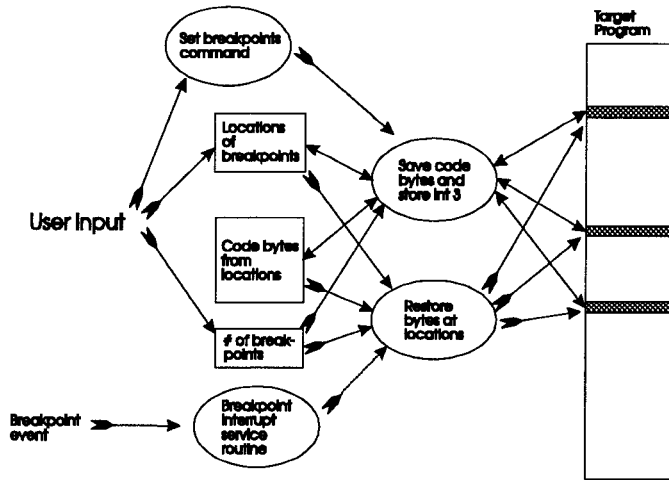 Target
Program
Set breakpoints
command
Locations
of
breakpoints
Save code
bytes and
store Int 3
User Input
Code bytes
from
locations
Restore
bytes at
locations
# of break-
points
Breakpoint
event
Breakpoint
Interrupt
service
routine